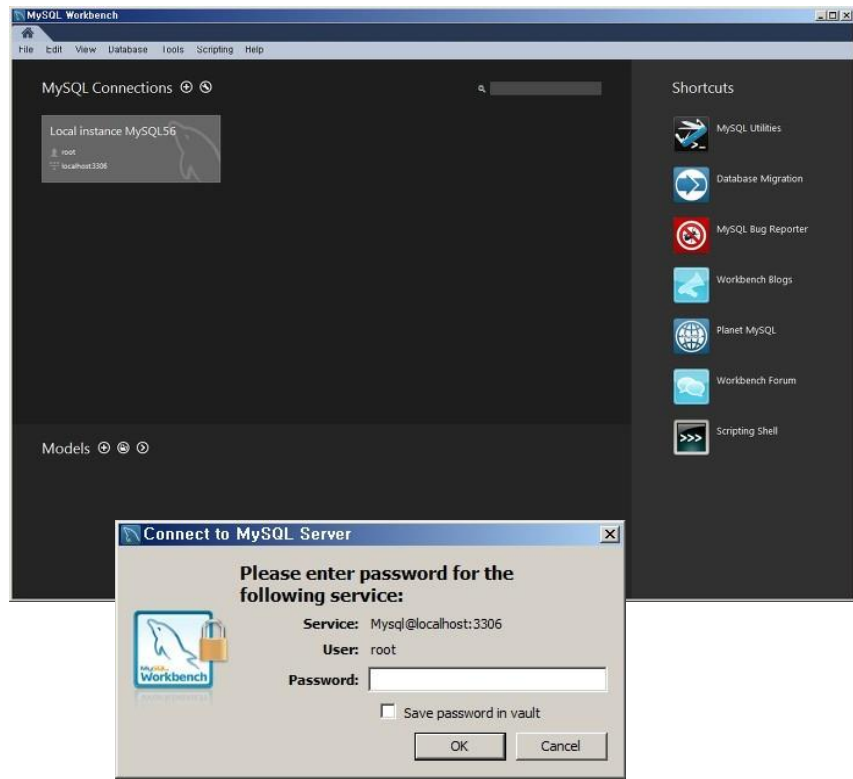 MySQL Workbench
File Edit View Database Tools Scripting Help
MySQL Connections
Local instance MySQL56
root
localhost:3306
Shortcuts
MySQL Utilities
Database Migration
MySQL Bug Reporter
Workbench Blogs
Planet MySQL
Workbench Forum
Scripting Shell
Models
Connect to MySQL Server
Please enter password for the
following service:
Service: Mysql@localhost:3306
User: root
Password:
Save password in vault
OK Cancel
MySQL
Workbench